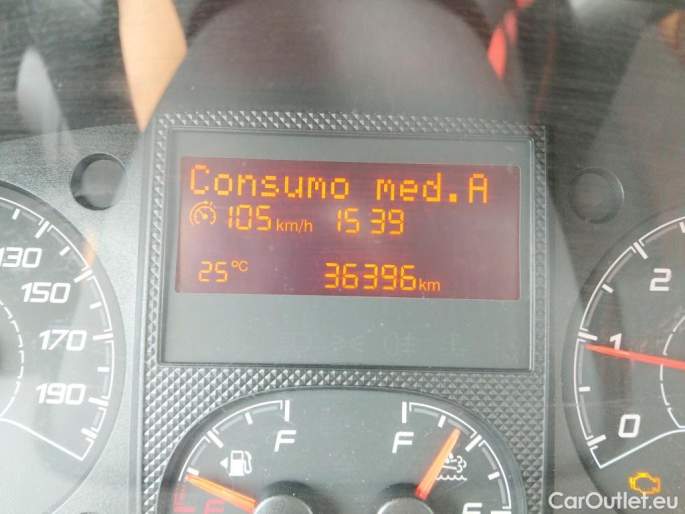 Consumo med.A
105 km/h 15 39
25 °C 36396 km
130
150
170
190
F F
E
2
1
0
CarOutlet.eu